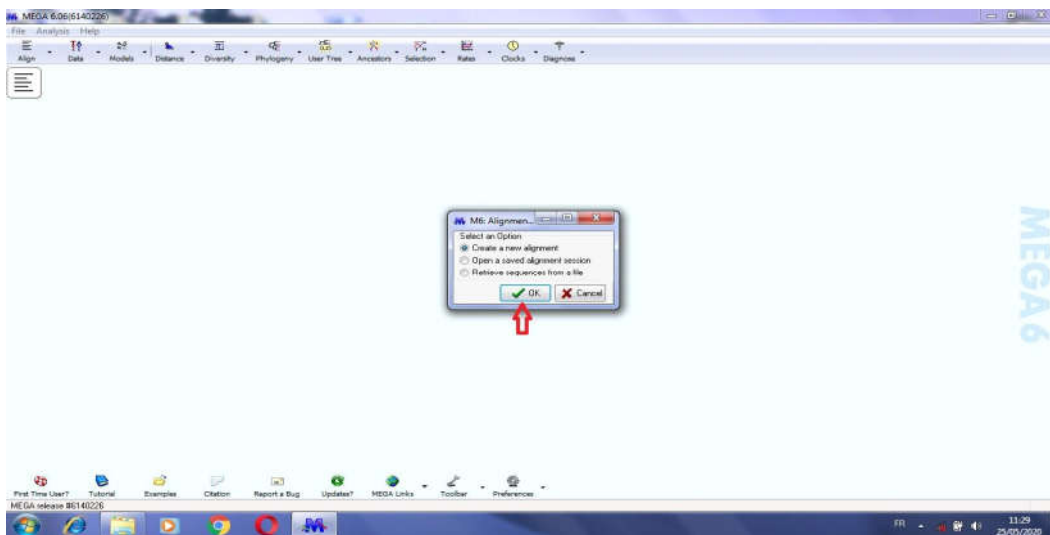 MEGA 6.06(6140226)
File Analysis Help
Align Data Models Distance Diversity Phylogeny User Tree Ancestors Selection Rates Clocks Diagnose
M6: Alignmen...
Select an Option
Create a new alignment
Open a saved alignment session
Retrieve sequences from a file
OK Cancel
MEGA6
First Time User? Tutorial Examples Citation Report a Bug Updates? MEGA Links Toolbar Preferences
MEGA release #6140226
FR 11:29
25/05/2020